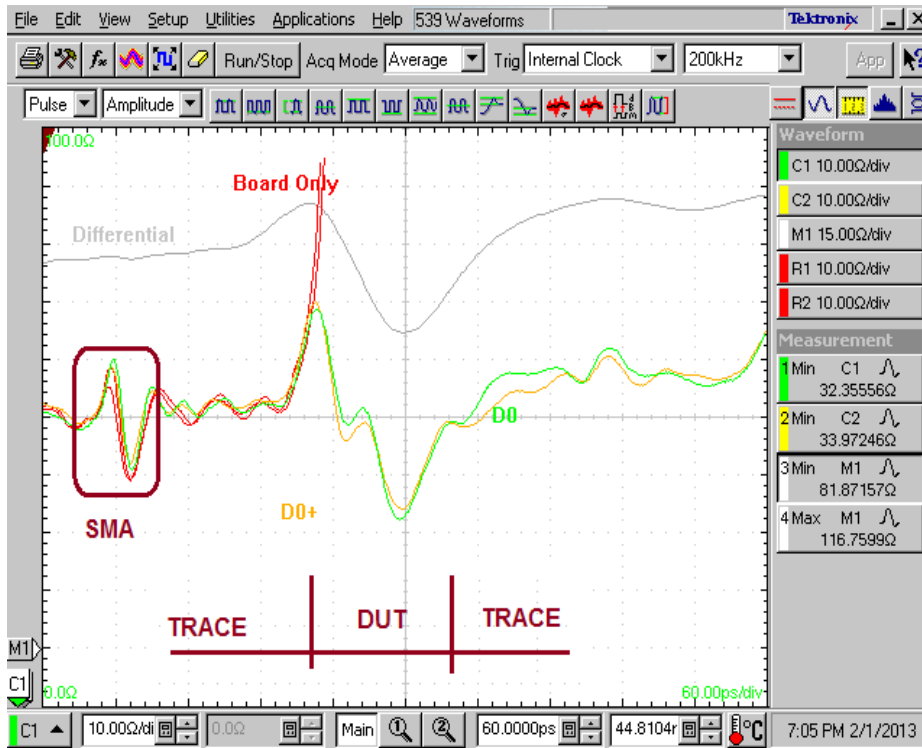 File Edit View Setup Utilities Applications Help 539 Waveforms Tektronix
Run/Stop Acq Mode Average Trig Internal Clock 200kHz App
Pulse Amplitude
100.0Ω
Board Only
Differential
D0
D0+
SMA
TRACE DUT TRACE
M1
C1
0.0Ω 60.00ps/div
Waveform
C1 10.00Ω/div
C2 10.00Ω/div
M1 15.00Ω/div
R1 10.00Ω/div
R2 10.00Ω/div
Measurement
1 Min C1
32.35556Ω
2 Min C2
33.97246Ω
3 Min M1
81.87157Ω
4 Max M1
116.7599Ω
C1 10.00Ω/di 0.0Ω Main 1 2 60.0000ps 44.8104r °C 7:05 PM 2/1/2013